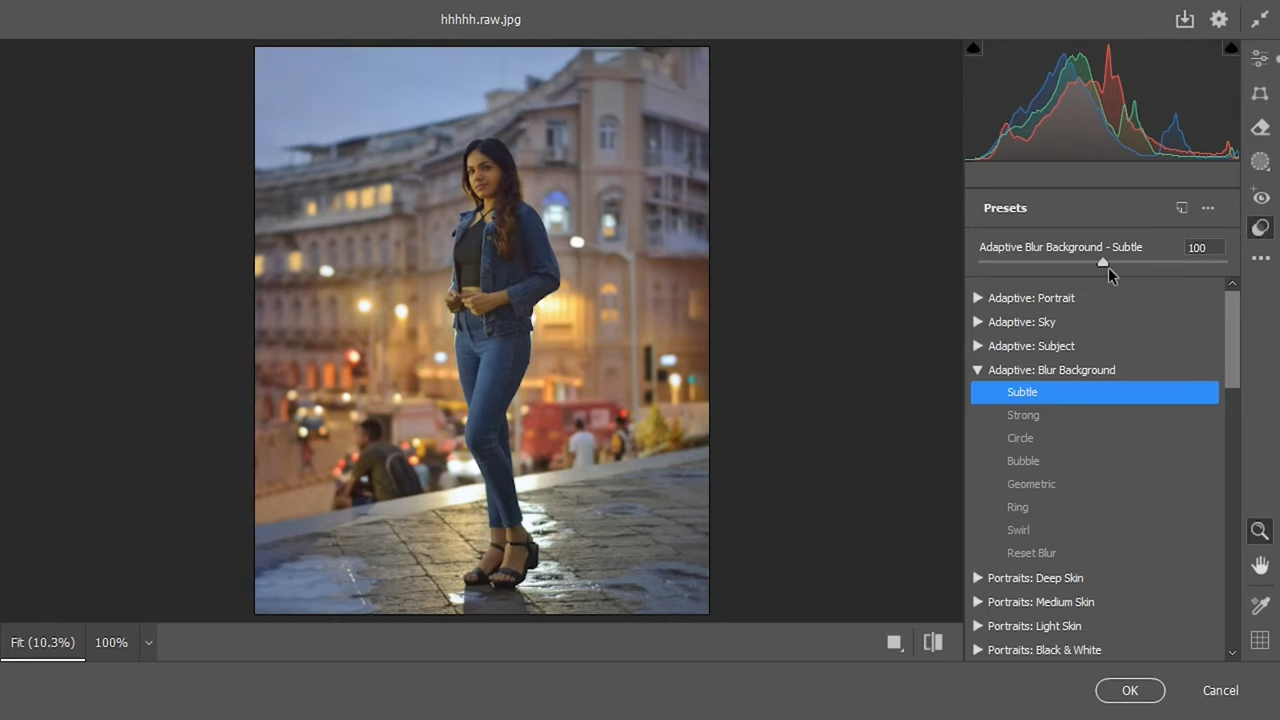 hhhhh.raw.jpg
Presets
Adaptive Blur Background - Subtle 100
Adaptive: Portrait
Adaptive: Sky
Adaptive: Subject
Adaptive: Blur Background
Subtle
Strong
Circle
Bubble
Geometric
Ring
Swirl
Reset Blur
Portraits: Deep Skin
Portraits: Medium Skin
Portraits: Light Skin
Portraits: Black & White
Fit (10.3%) 100%
OK Cancel